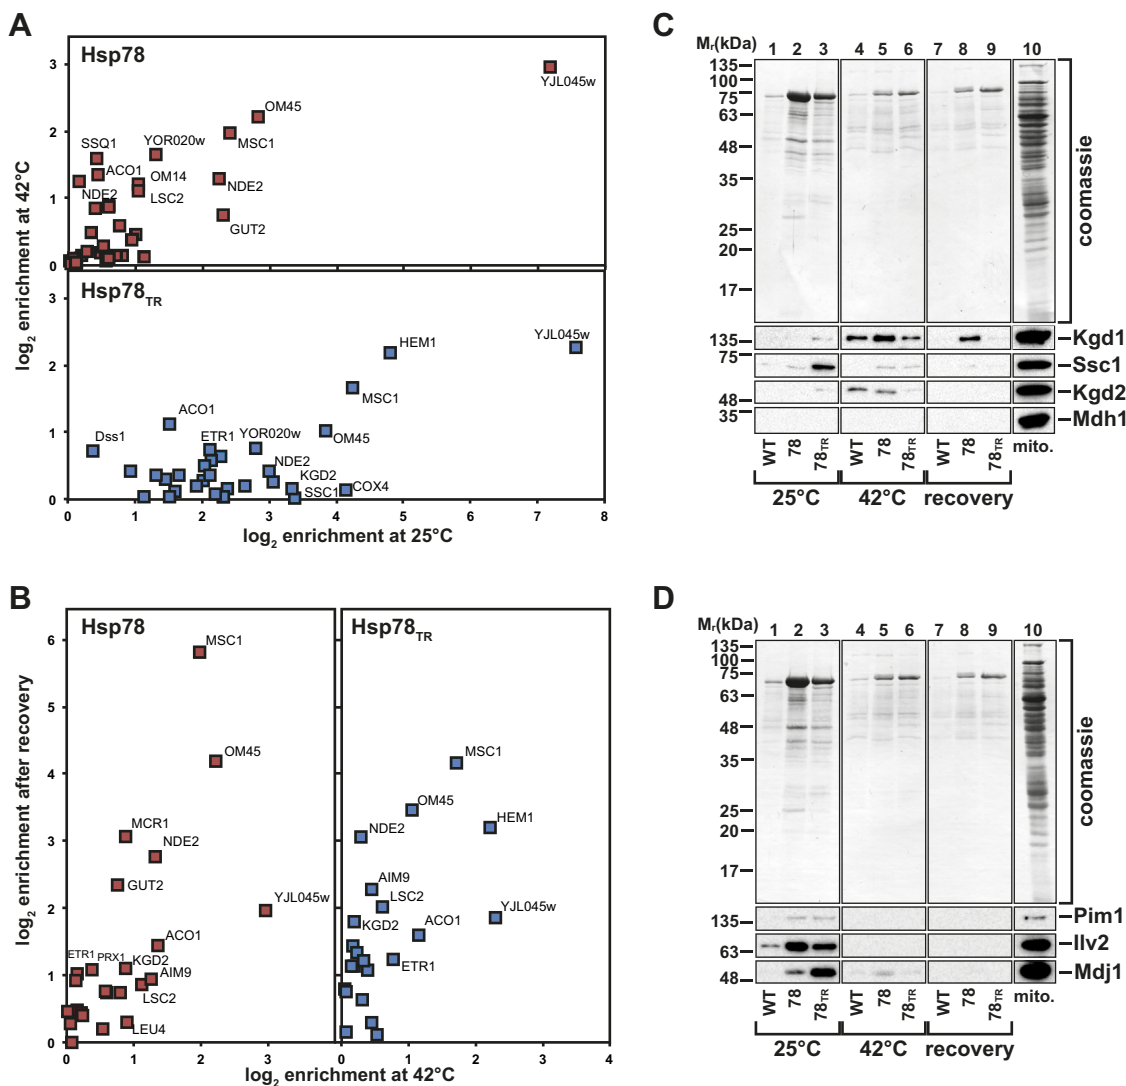 A
Hsp78
3
2
1
0
YJL045w
OM45
MSC1
SSQ1
YOR020w
ACO1
OM14
NDE2
NDE2
LSC2
GUT2
log2 enrichment at 42°C
Hsp78TR
3
2
1
0
YJL045w
HEM1
MSC1
ACO1
OM45
Dss1
ETR1
YOR020w
NDE2
KGD2
SSC1
COX4
0 1 2 3 4 5 6 7 8
log2 enrichment at 25°C
B
Hsp78
6
5
4
3
2
1
0
MSC1
OM45
MCR1
NDE2
GUT2
YJL045w
ACO1
ETR1 PRX1 KGD2
AIM9
LSC2
LEU4
log2 enrichment after recovery
Hsp78TR
MSC1
OM45
HEM1
NDE2
AIM9
LSC2
KGD2
ACO1
YJL045w
ETR1
0 1 2 0 1 2 3 4
log2 enrichment at 42°C
C
Mr(kDa) 1 2 3 4 5 6 7 8 9 10
135
100
75
63
48
35
25
20
17
coomassie
135 Kgd1
75 Ssc1
48 Kgd2
35 Mdh1
WT 78 78TR WT 78 78TR WT 78 78TR mito.
25°C 42°C recovery
D
Mr(kDa) 1 2 3 4 5 6 7 8 9 10
135
100
75
63
48
35
25
20
17
coomassie
135 Pim1
63 Ilv2
48 Mdj1
WT 78 78TR WT 78 78TR WT 78 78TR mito.
25°C 42°C recovery